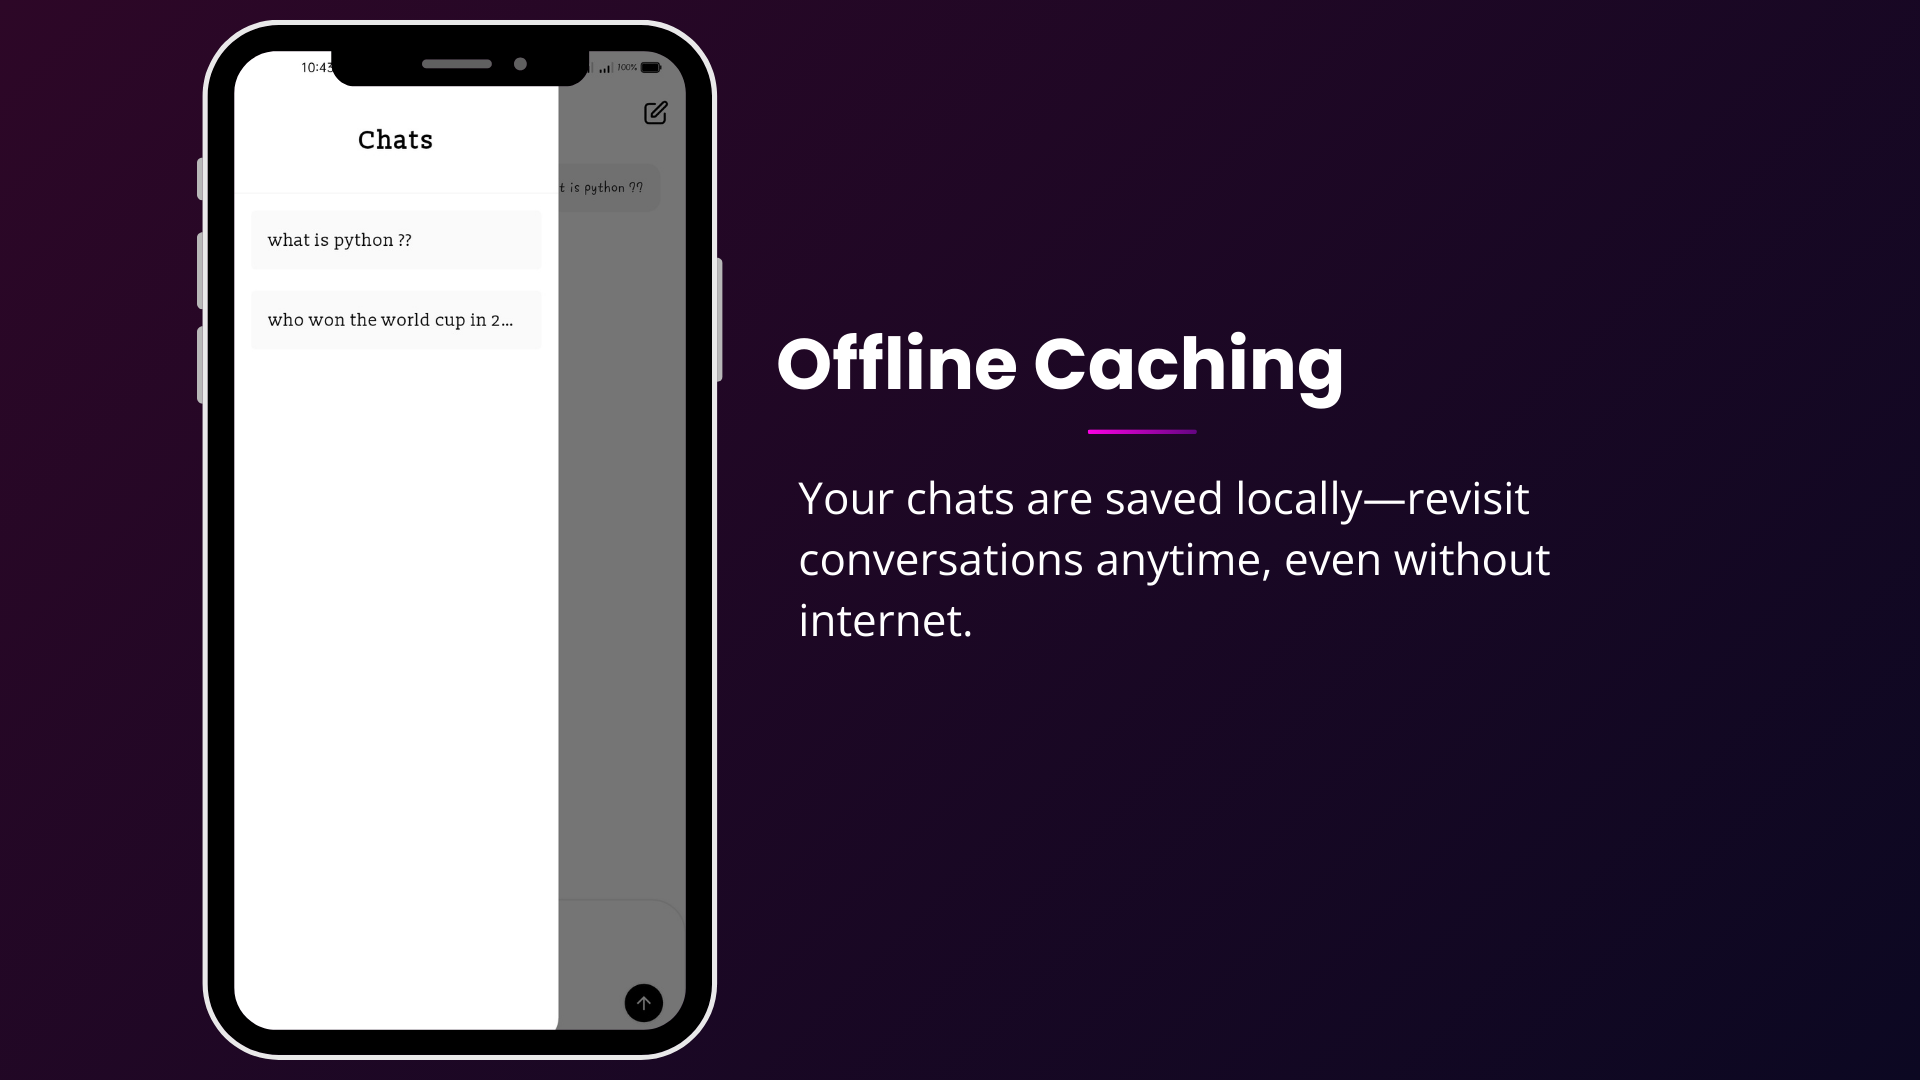 10:43
100%
Chats
t is python ??
what is python ??
who won the world cup in 2...
Offline Caching
Your chats are saved locally—revisit
conversations anytime, even without
internet.